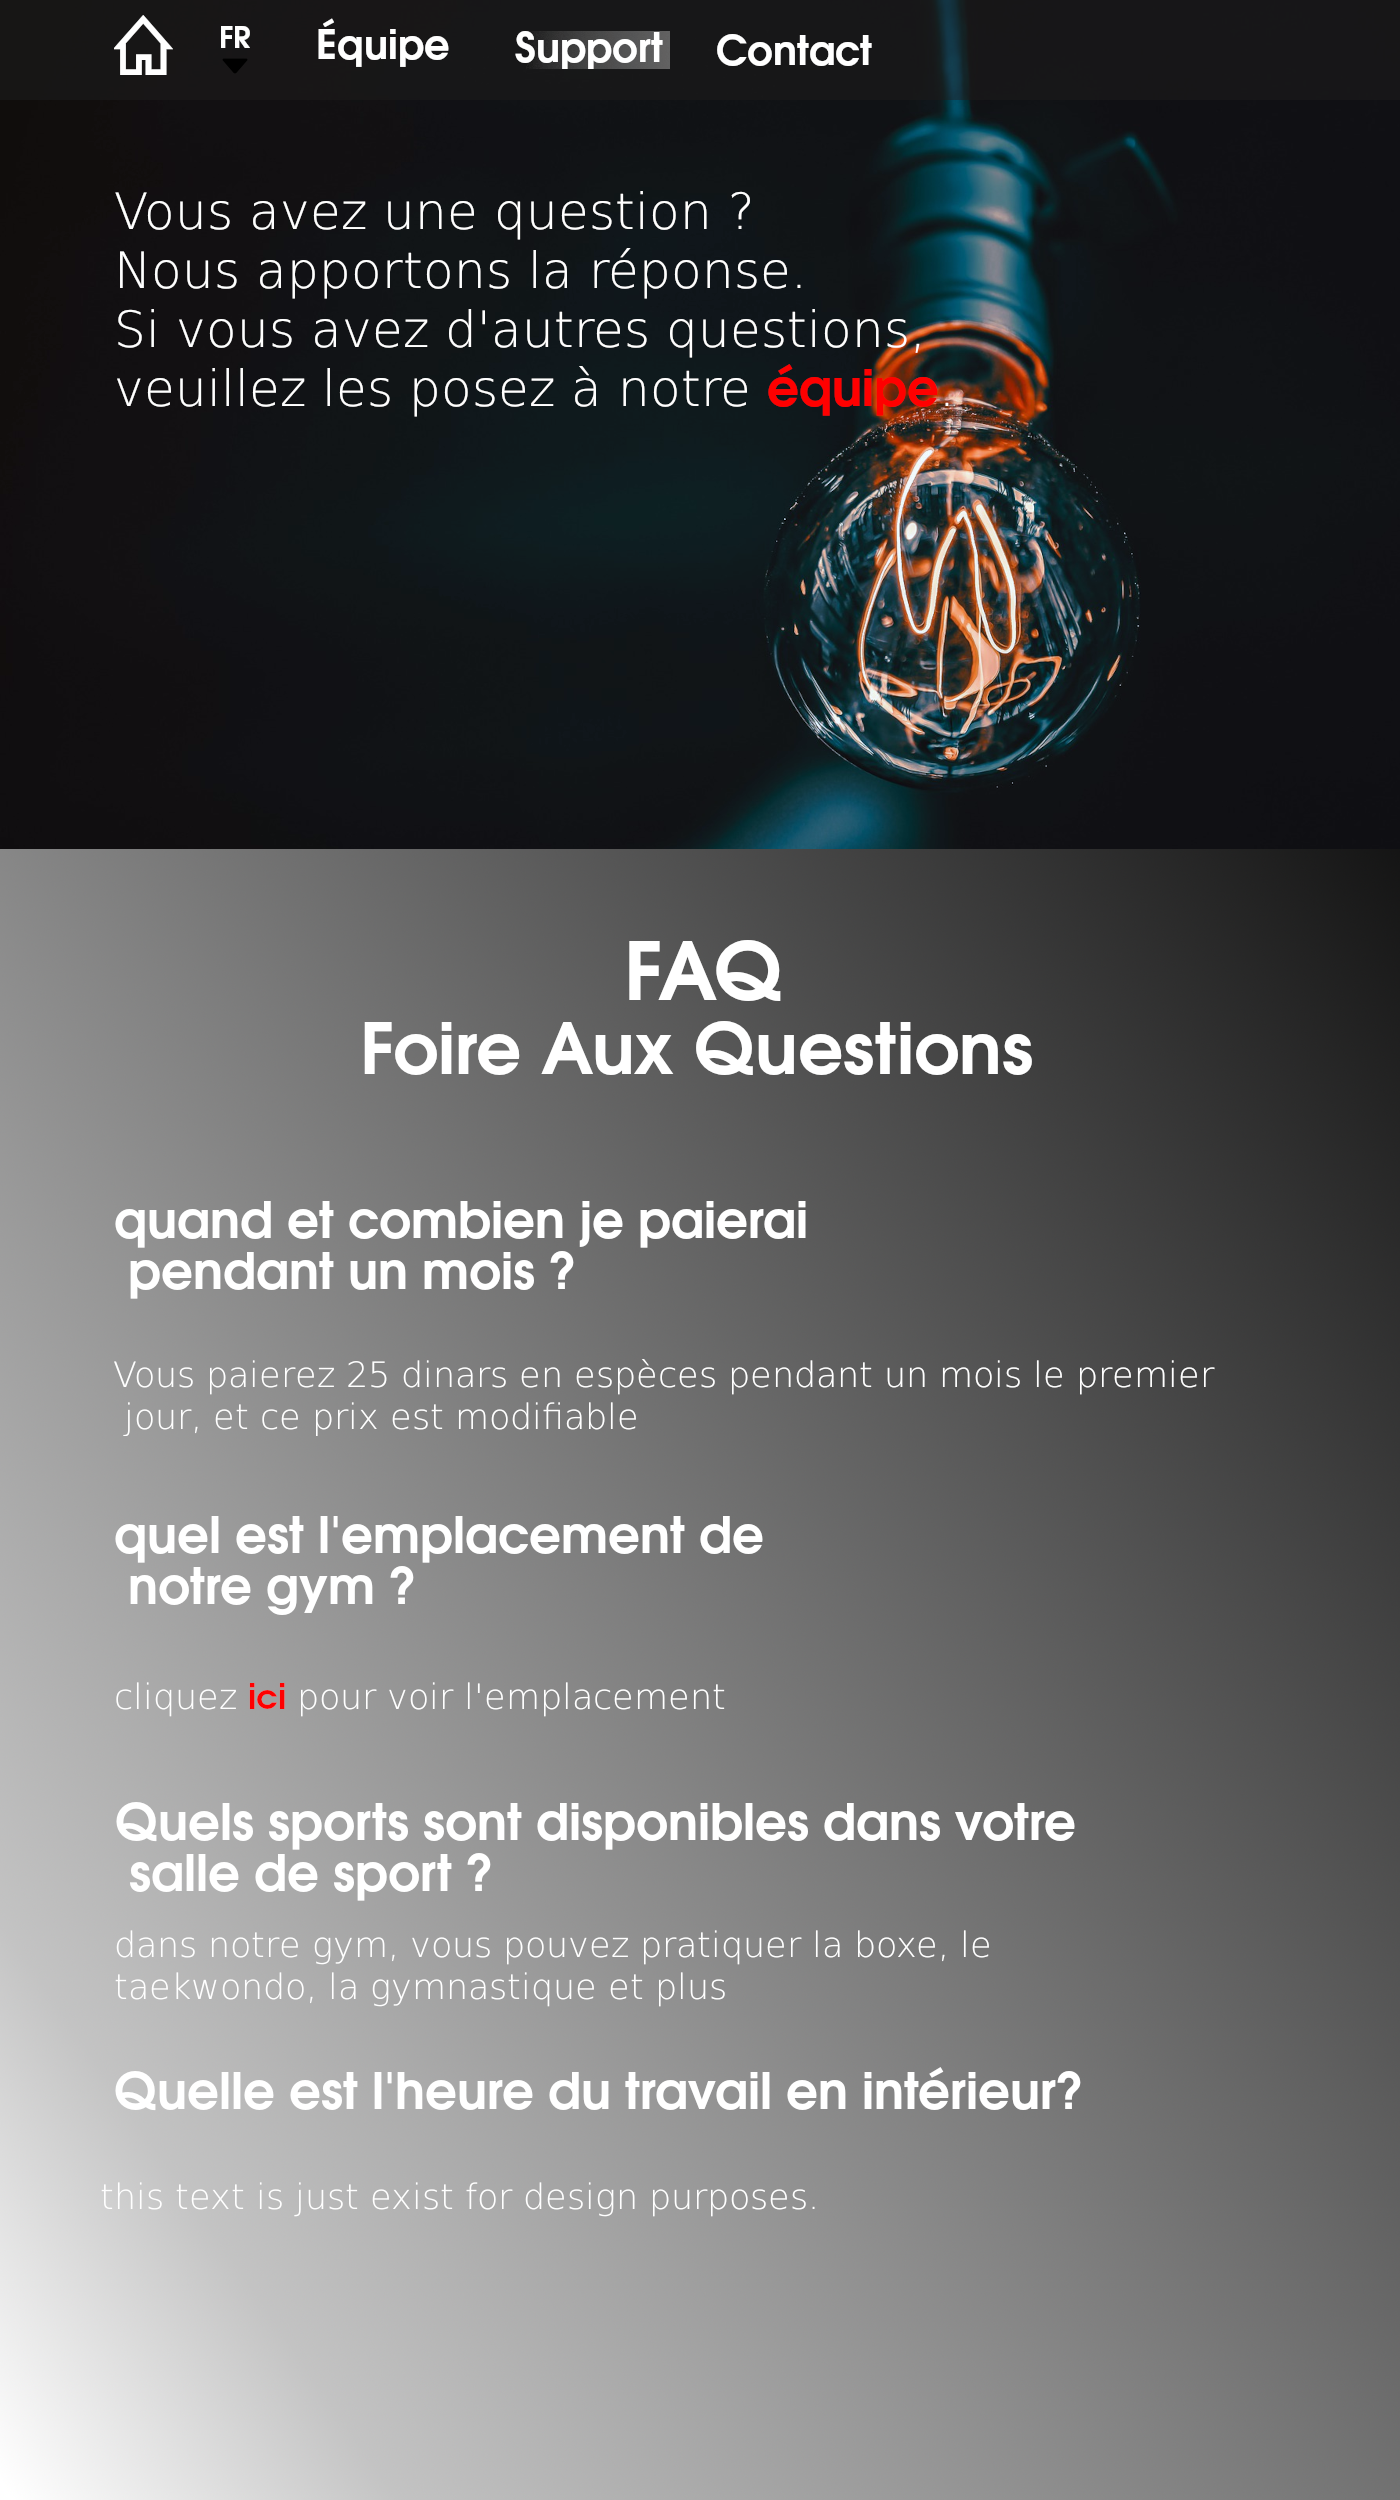 FR
Équipe
Support
Contact
Vous avez une question ?
Nous apportons la réponse.
Si vous avez d'autres questions,
veuillez les posez à notre équipe.
FAQ
Foire Aux Questions
quand et combien je paierai
pendant un mois ?
Vous paierez 25 dinars en espèces pendant un mois le premier
jour, et ce prix est modifiable
quel est l'emplacement de
notre gym ?
cliquez ici pour voir l'emplacement
Quels sports sont disponibles dans votre
salle de sport ?
dans notre gym, vous pouvez pratiquer la boxe, le
taekwondo, la gymnastique et plus
Quelle est l'heure du travail en intérieur?
this text is just exist for design purposes.